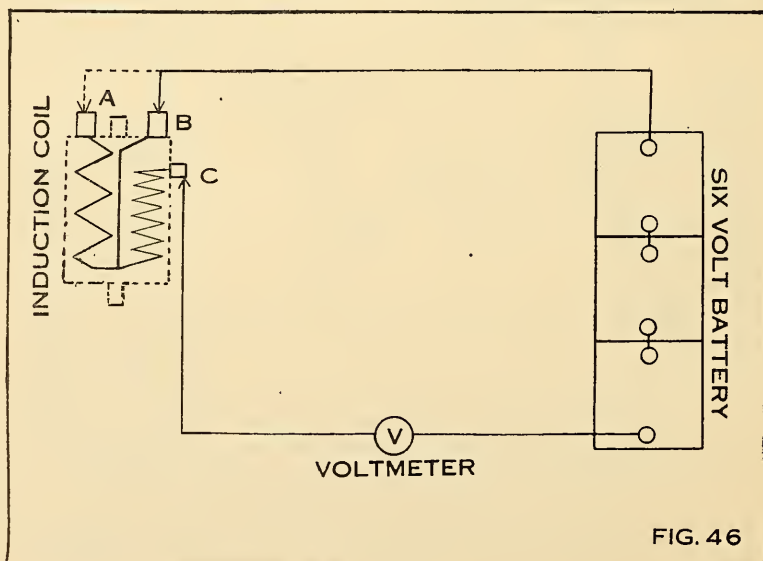 A
B
C
INDUCTION COIL
SIX VOLT BATTERY
V
VOLTMETER
FIG. 46